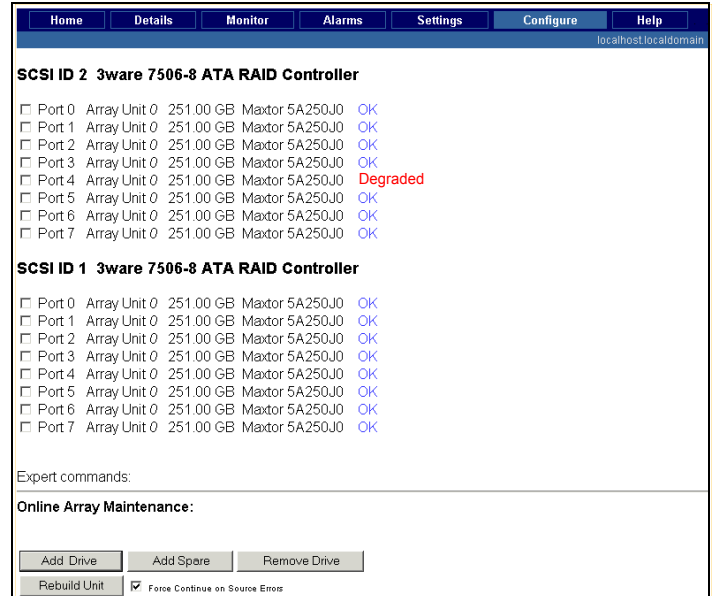 Home Details Monitor Alarms Settings Configure Help
localhost.localdomain
SCSI ID 2 3ware 7506-8 ATA RAID Controller
Port 0 Array Unit 0 251.00 GB Maxtor 5A250J0 OK
Port 1 Array Unit 0 251.00 GB Maxtor 5A250J0 OK
Port 2 Array Unit 0 251.00 GB Maxtor 5A250J0 OK
Port 3 Array Unit 0 251.00 GB Maxtor 5A250J0 OK
Port 4 Array Unit 0 251.00 GB Maxtor 5A250J0 Degraded
Port 5 Array Unit 0 251.00 GB Maxtor 5A250J0 OK
Port 6 Array Unit 0 251.00 GB Maxtor 5A250J0 OK
Port 7 Array Unit 0 251.00 GB Maxtor 5A250J0 OK
SCSI ID 1 3ware 7506-8 ATA RAID Controller
Port 0 Array Unit 0 251.00 GB Maxtor 5A250J0 OK
Port 1 Array Unit 0 251.00 GB Maxtor 5A250J0 OK
Port 2 Array Unit 0 251.00 GB Maxtor 5A250J0 OK
Port 3 Array Unit 0 251.00 GB Maxtor 5A250J0 OK
Port 4 Array Unit 0 251.00 GB Maxtor 5A250J0 OK
Port 5 Array Unit 0 251.00 GB Maxtor 5A250J0 OK
Port 6 Array Unit 0 251.00 GB Maxtor 5A250J0 OK
Port 7 Array Unit 0 251.00 GB Maxtor 5A250J0 OK
Expert commands:
Online Array Maintenance:
Add Drive Add Spare Remove Drive
Rebuild Unit Force Continue on Source Errors